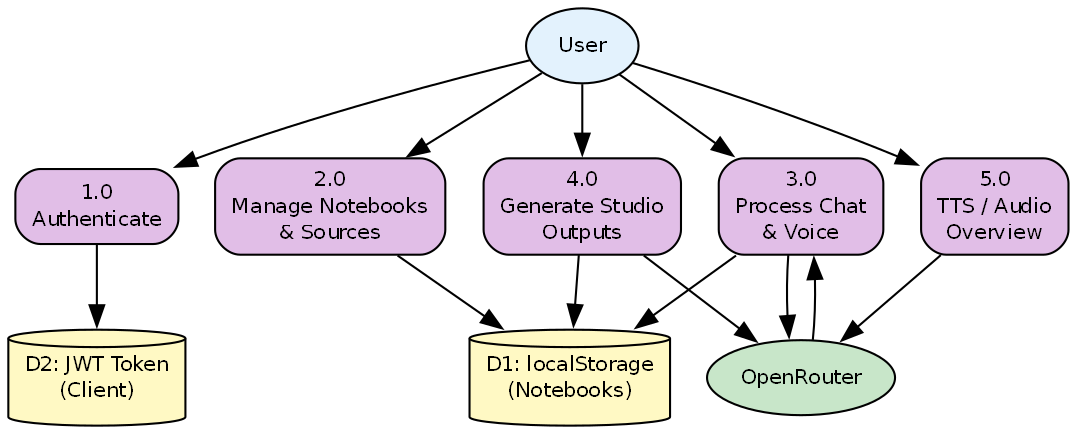 User
1.0
Authenticate
2.0
Manage Notebooks
& Sources
4.0
Generate Studio
Outputs
3.0
Process Chat
& Voice
5.0
TTS / Audio
Overview
D2: JWT Token
(Client)
D1: localStorage
(Notebooks)
OpenRouter